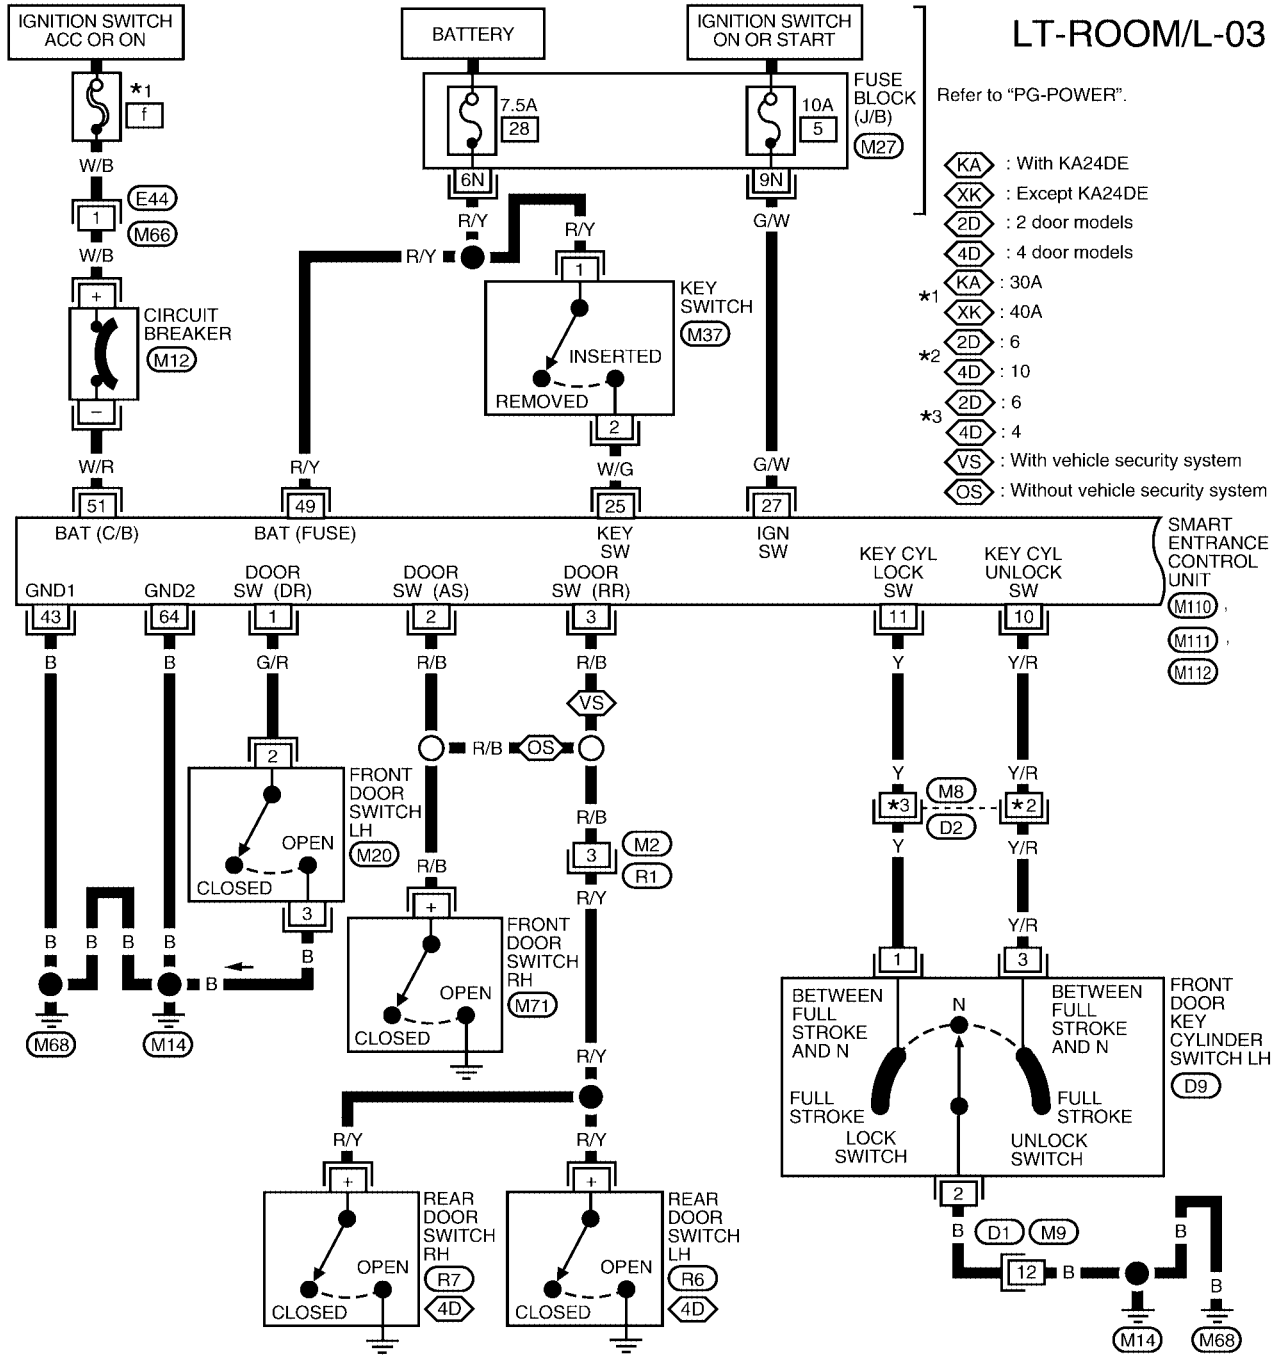 IGNITION SWITCH
ACC OR ON
BATTERY
IGNITION SWITCH
ON OR START
LT-ROOM/L-03
*1
f
7.5A
28
10A
5
FUSE
BLOCK
(J/B)
M27
Refer to “PG-POWER”.
W/B
6N
9N
KA : With KA24DE
XK : Except KA24DE
2D : 2 door models
4D : 4 door models
*1
KA : 30A
XK : 40A
*2
2D : 6
4D : 10
*3
2D : 6
4D : 4
VS : With vehicle security system
OS : Without vehicle security system
1
E44
M66
R/Y
R/Y
G/W
W/B
R/Y
+
1
CIRCUIT
BREAKER
M12
KEY
SWITCH
M37
INSERTED
REMOVED
−
2
W/R
R/Y
W/G
G/W
51
49
25
27
BAT (C/B)
BAT (FUSE)
KEY
SW
IGN
SW
SMART
ENTRANCE
CONTROL
UNIT
M110 ,
M111 ,
M112
GND1
GND2
DOOR
SW (DR)
DOOR
SW (AS)
DOOR
SW (RR)
KEY CYL
LOCK
SW
KEY CYL
UNLOCK
SW
43
64
1
2
3
11
10
B
B
G/R
R/B
R/B
Y
Y/R
VS
R/B
OS
2
FRONT
DOOR
SWITCH
LH
M20
OPEN
CLOSED
3
Y
Y/R
*3
M8
D2
*2
Y
Y/R
R/B
R/B
3
M2
R1
R/Y
+
FRONT
DOOR
SWITCH
RH
M71
OPEN
CLOSED
B
B
B
B
B
B
M68
M14
Y/R
1
3
BETWEEN
FULL
STROKE
AND N
N
BETWEEN
FULL
STROKE
AND N
FULL
STROKE
FULL
STROKE
LOCK
SWITCH
UNLOCK
SWITCH
FRONT
DOOR
KEY
CYLINDER
SWITCH LH
D9
R/Y
R/Y
R/Y
+
+
REAR
DOOR
SWITCH
RH
R7
4D
OPEN
CLOSED
REAR
DOOR
SWITCH
LH
R6
4D
OPEN
CLOSED
2
B
D1
M9
12
B
B
B
M14
M68